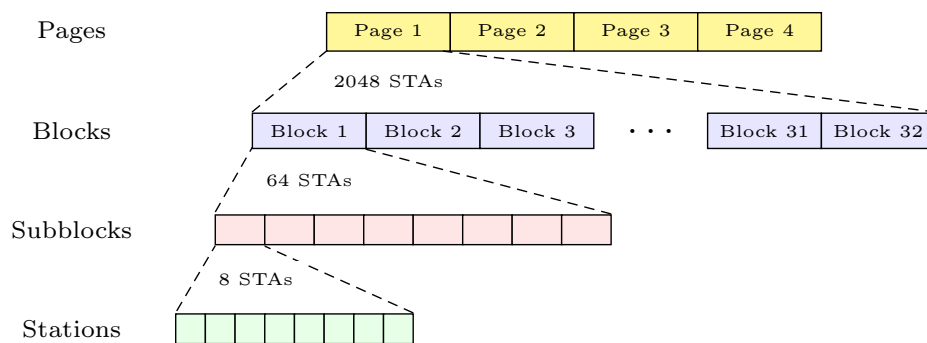 Pages
Page 1 Page 2 Page 3 Page 4
2048 STAs
Blocks
Block 1 Block 2 Block 3 · · · Block 31 Block 32
64 STAs
Subblocks
8 STAs
Stations